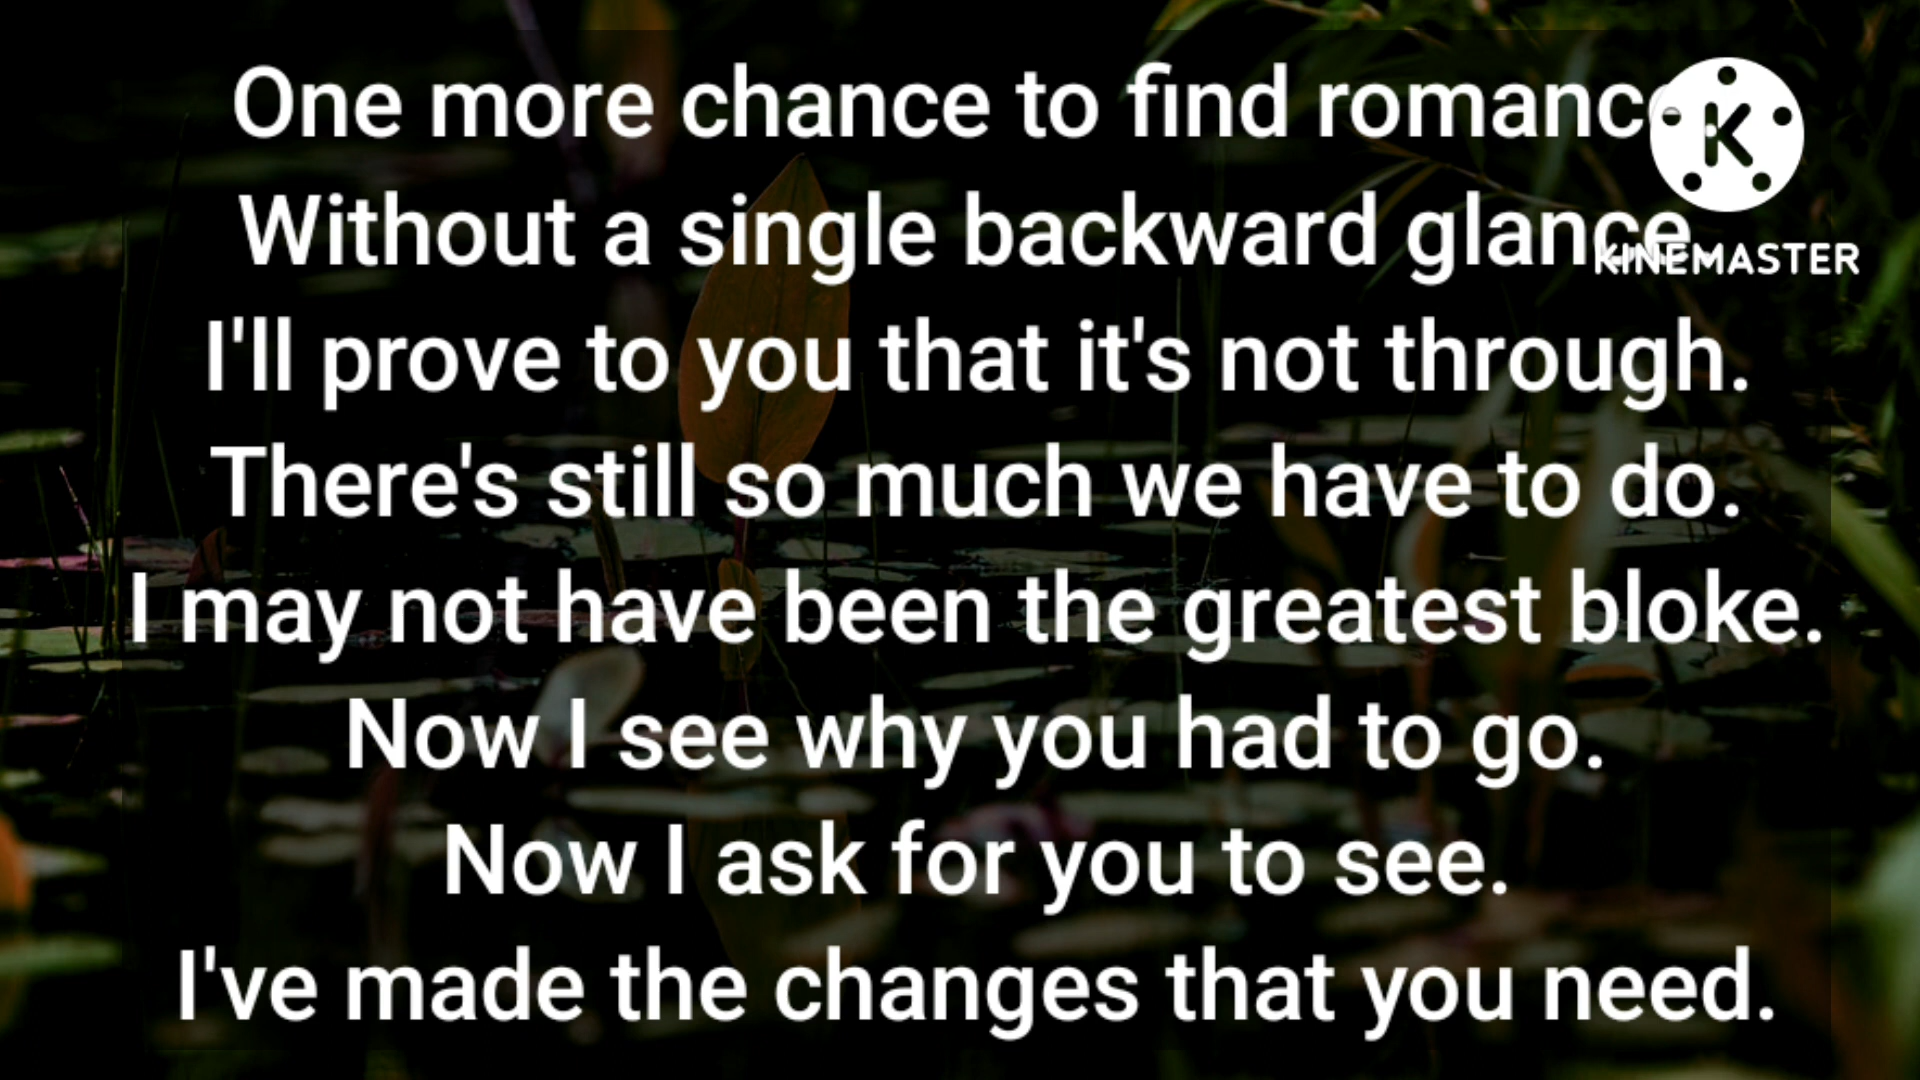 One more chance to find romance
Without a single backward glance
I'll prove to you that it's not through.
There's still so much we have to do.
I may not have been the greatest bloke.
Now I see why you had to go.
Now I ask for you to see.
I've made the changes that you need.
K
KINEMASTER